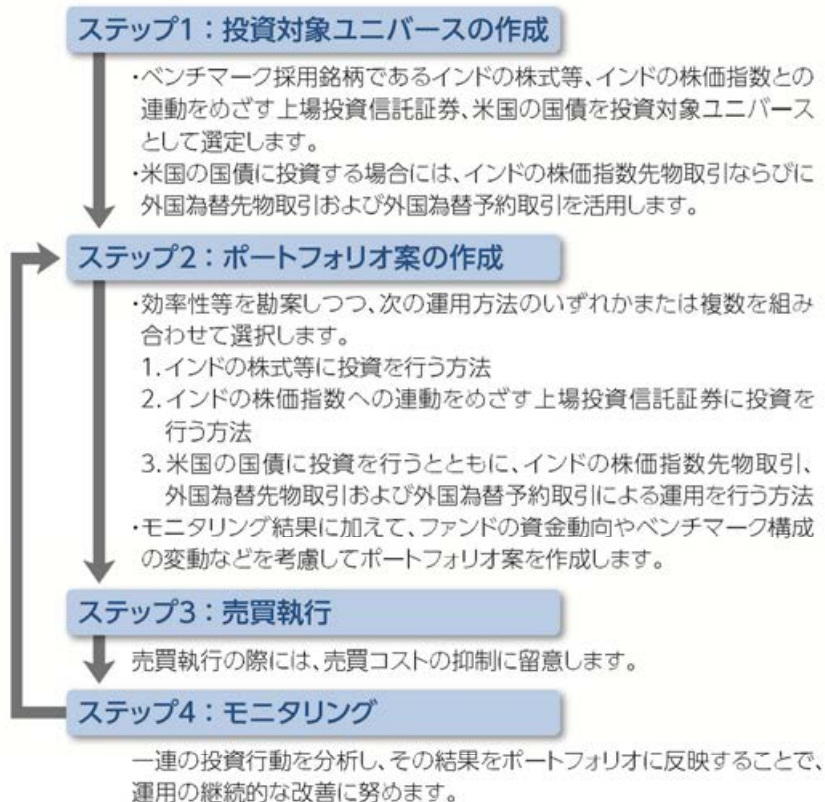 ステップ1：投資対象ユニバースの作成
・ベンチマーク採用銘柄であるインドの株式等、インドの株価指数との
連動をめざす上場投資信託証券、米国の国債を投資対象ユニバース
として選定します。
・米国の国債に投資する場合には、インドの株価指数先物取引ならびに
外国為替先物取引および外国為替予約取引を活用します。
ステップ2：ポートフォリオ案の作成
・効率性等を勘案しつつ、次の運用方法のいずれかまたは複数を組み
合わせて選択します。
1.インドの株式等に投資を行う方法
2.インドの株価指数への連動をめざす上場投資信託証券に投資を
行う方法
3.米国の国債に投資を行うとともに、インドの株価指数先物取引、
外国為替先物取引および外国為替予約取引による運用を行う方法
・モニタリング結果に加えて、ファンドの資金動向やベンチマーク構成
の変動などを考慮してポートフォリオ案を作成します。
ステップ3：売買執行
売買執行の際には、売買コストの抑制に留意します。
ステップ4：モニタリング
一連の投資行動を分析し、その結果をポートフォリオに反映することで、
運用の継続的な改善に努めます。